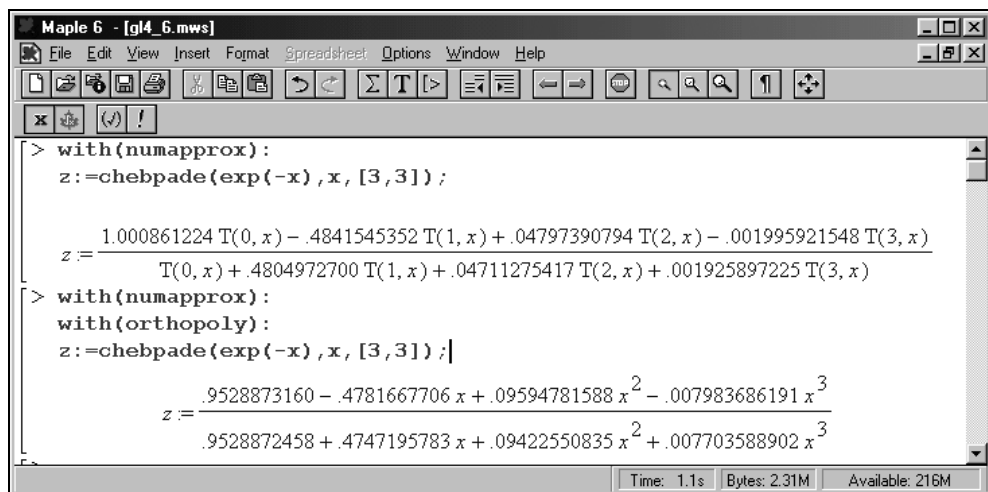 Maple 6 - [gl4_6.mws]
File Edit View Insert Format Spreadsheet Options Window Help
Σ T [> STOP ¶
x (√) !
[> with(numapprox):
z:=chebpade(exp(-x),x,[3,3]);
z := (1.000861224 T(0, x) − .4841545352 T(1, x) + .04797390794 T(2, x) − .001995921548 T(3, x)) / (T(0, x) + .4804972700 T(1, x) + .04711275417 T(2, x) + .001925897225 T(3, x))
[> with(numapprox):
with(orthopoly):
z:=chebpade(exp(-x),x,[3,3]);
z := (.9528873160 − .4781667706 x + .09594781588 x^2 − .007983686191 x^3) / (.9528872458 + .4747195783 x + .09422550835 x^2 + .007703588902 x^3)
Time: 1.1s Bytes: 2.31M Available: 216M